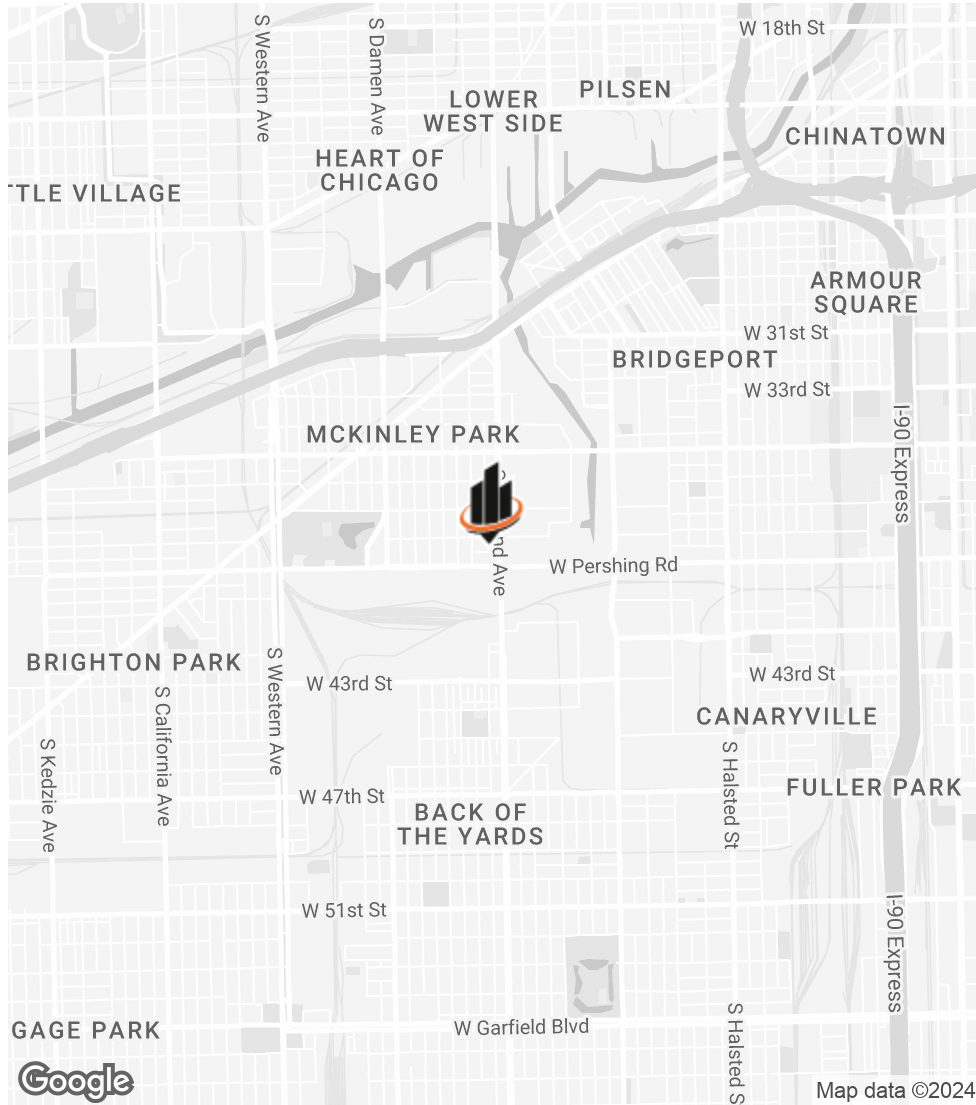 W 18th St
S Western Ave
S Damen Ave
PILSEN
LOWER
WEST SIDE
CHINATOWN
HEART OF
CHICAGO
TTLE VILLAGE
ARMOUR
SQUARE
W 31st St
BRIDGEPORT
W 33rd St
I-90 Express
MCKINLEY PARK
nd Ave
W Pershing Rd
BRIGHTON PARK
S Western Ave
W 43rd St
W 43rd St
S California Ave
CANARYVILLE
S Kedzie Ave
S Halsted St
FULLER PARK
W 47th St
BACK OF
THE YARDS
W 51st St
I-90 Express
GAGE PARK
W Garfield Blvd
S Halsted S
Google
Map data ©2024